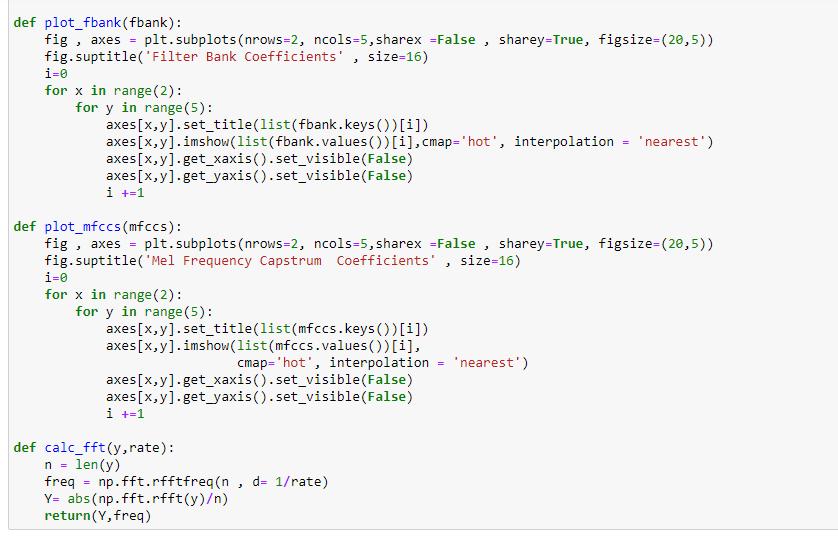 def plot_fbank(fbank):
    fig , axes = plt.subplots(nrows=2, ncols=5,sharex =False , sharey=True, figsize=(20,5))
    fig.suptitle('Filter Bank Coefficients' , size=16)
    i=0
    for x in range(2):
        for y in range(5):
            axes[x,y].set_title(list(fbank.keys())[i])
            axes[x,y].imshow(list(fbank.values())[i],cmap='hot', interpolation = 'nearest')
            axes[x,y].get_xaxis().set_visible(False)
            axes[x,y].get_yaxis().set_visible(False)
            i +=1

def plot_mfccs(mfccs):
    fig , axes = plt.subplots(nrows=2, ncols=5,sharex =False , sharey=True, figsize=(20,5))
    fig.suptitle('Mel Frequency Capstrum  Coefficients' , size=16)
    i=0
    for x in range(2):
        for y in range(5):
            axes[x,y].set_title(list(mfccs.keys())[i])
            axes[x,y].imshow(list(mfccs.values())[i],
                             cmap='hot', interpolation = 'nearest')
            axes[x,y].get_xaxis().set_visible(False)
            axes[x,y].get_yaxis().set_visible(False)
            i +=1

def calc_fft(y,rate):
    n = len(y)
    freq = np.fft.rfftfreq(n , d= 1/rate)
    Y= abs(np.fft.rfft(y)/n)
    return(Y,freq)